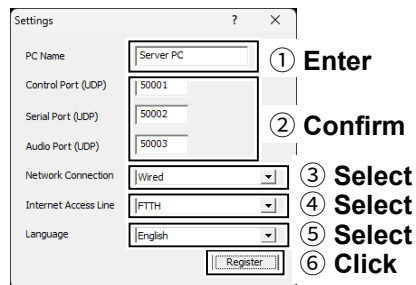 Settings ? ×
PC Name Server PC ① Enter
Control Port (UDP) 50001
Serial Port (UDP) 50002 ② Confirm
Audio Port (UDP) 50003
Network Connection Wired ③ Select
Internet Access Line FTTH ④ Select
Language English ⑤ Select
Register ⑥ Click